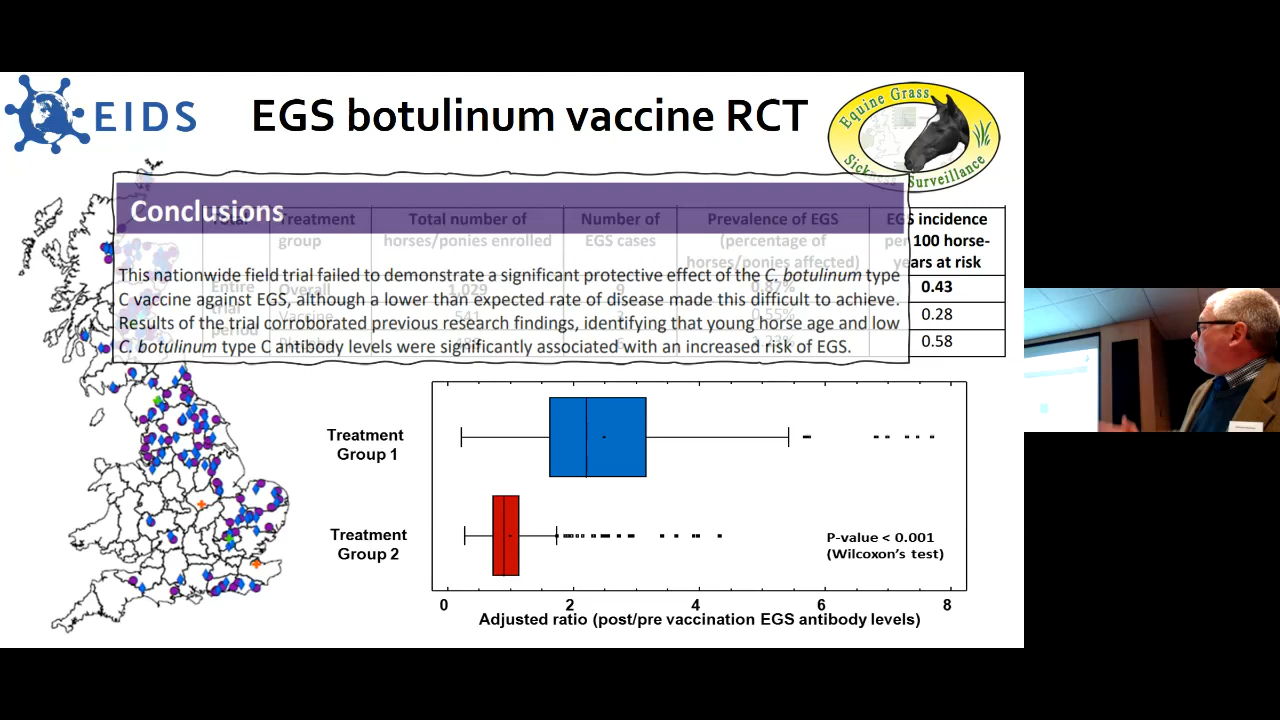 EIDS
EGS botulinum vaccine RCT
Equine Grass
Sickness Surveillance
Conclusions
Total
Treatment group
Total number of horses/ponies enrolled
Number of EGS cases
Prevalence of EGS (percentage of horses/ponies affected)
EGS incidence
per 100 horse-
years at risk
This nationwide field trial failed to demonstrate a significant protective effect of the C. botulinum type
C vaccine against EGS, although a lower than expected rate of disease made this difficult to achieve.
Results of the trial corroborated previous research findings, identifying that young horse age and low
C. botulinum type C antibody levels were significantly associated with an increased risk of EGS.
Entire trial period
Overall 1,029 9 0.87% 0.43
Vaccine 541 0.55% 0.28
0.58
Treatment
Group 1
Treatment
Group 2
P-value < 0.001
(Wilcoxon's test)
0 2 4 6 8
Adjusted ratio (post/pre vaccination EGS antibody levels)